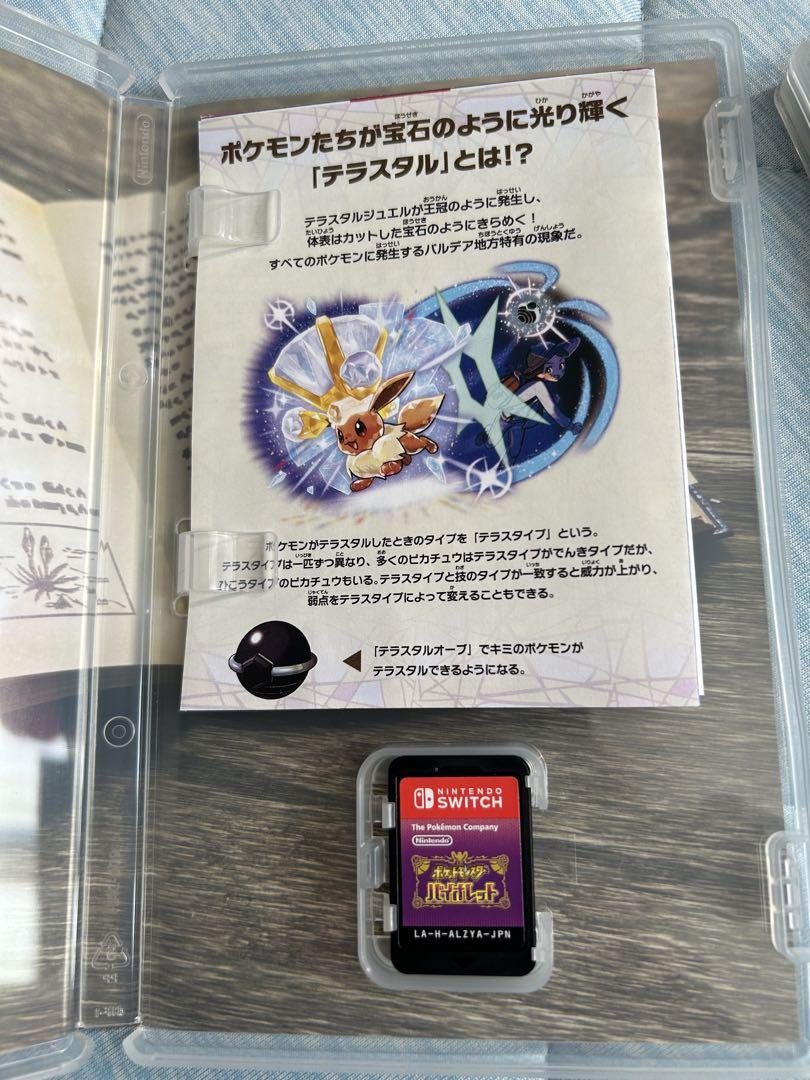 Nintendo
ポケモンたちが宝石のように光り輝く
「テラスタル」とは!?
テラスタルジュエルが王冠のように発生し、
体表はカットした宝石のようにきらめく！
すべてのポケモンに発生するパルデア地方特有の現象だ。
ポケモンがテラスタルしたときのタイプを「テラスタイプ」という。
テラスタイプは一匹ずつ異なり、多くのピカチュウはテラスタイプがでんきタイプだが、
ひこうタイプのピカチュウもいる。テラスタイプと技のタイプが一致すると威力が上がり、
弱点をテラスタイプによって変えることもできる。
「テラスタルオーブ」でキミのポケモンが
テラスタルできるようになる。
NINTENDO
SWITCH
The Pokémon Company
Nintendo
ポケットモンスター
バイオレット
LA-H-ALZYA-JPN